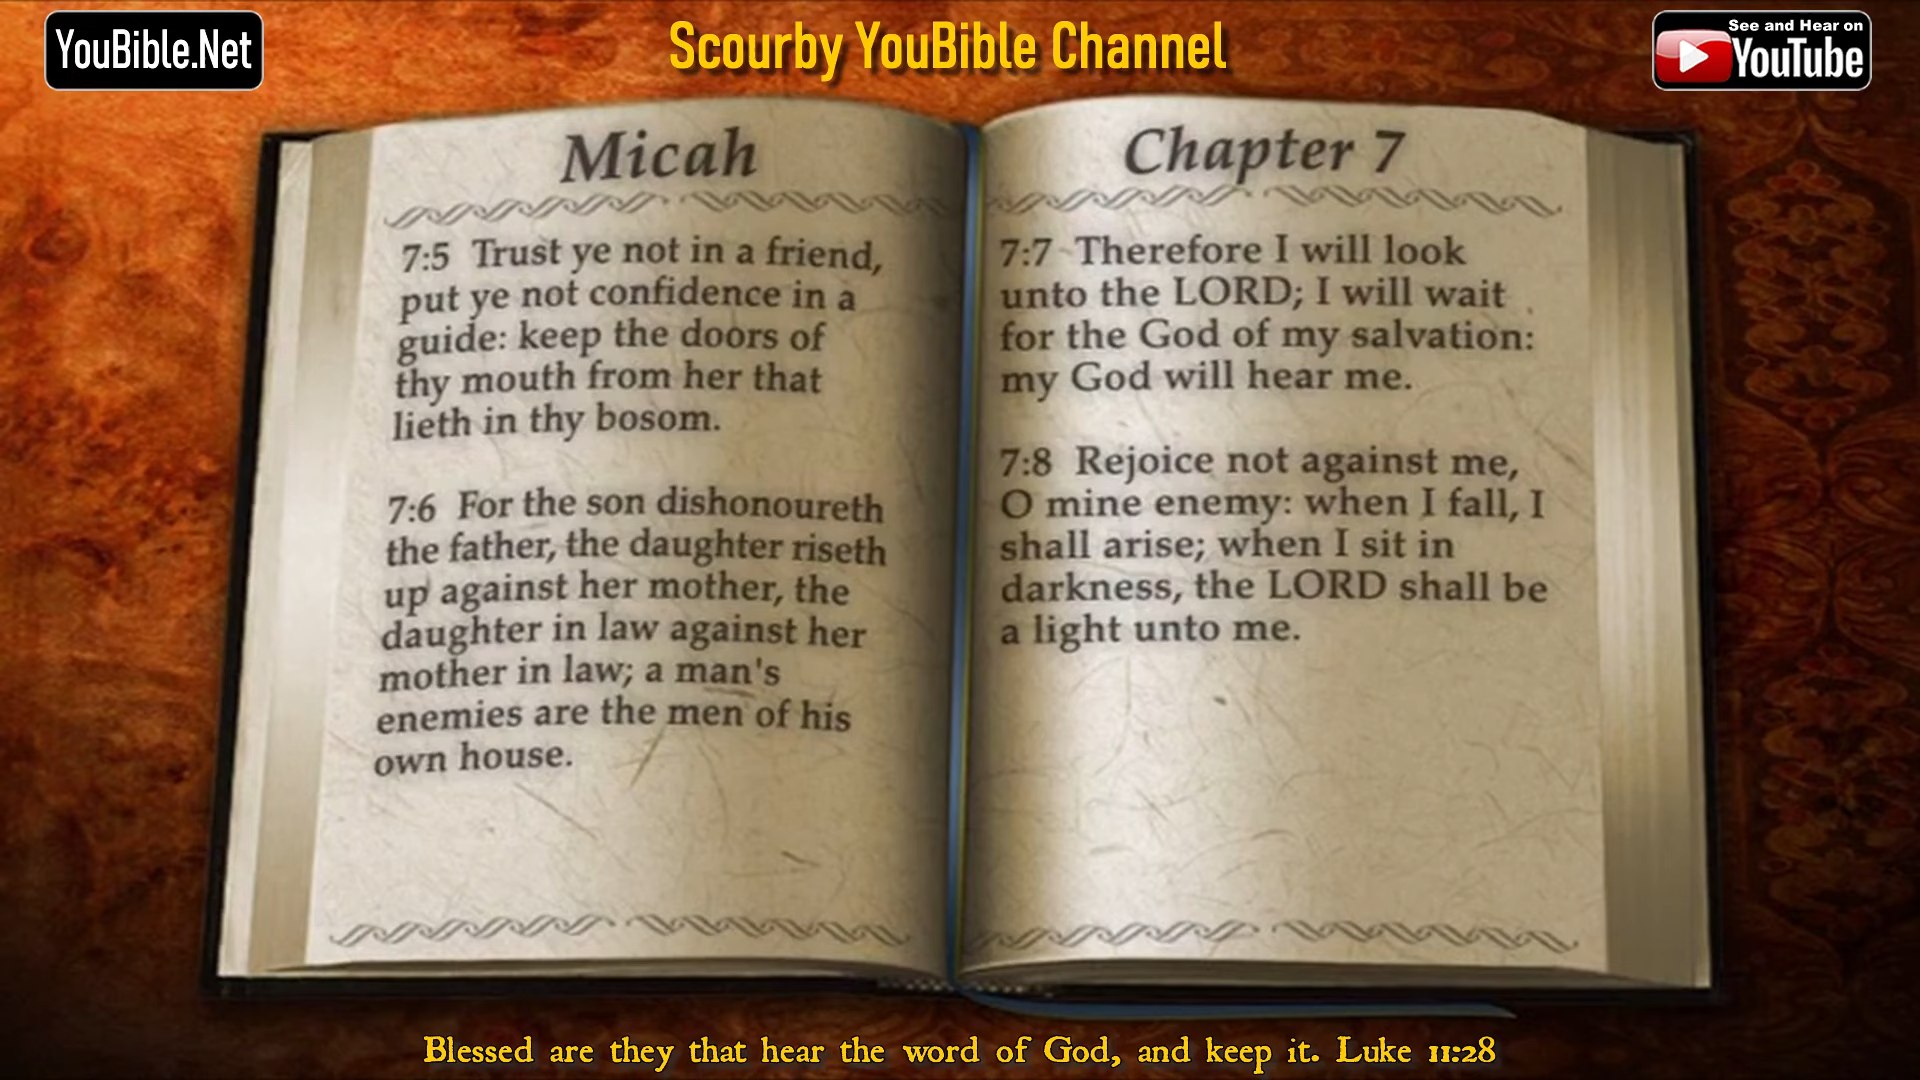 YouBible.Net
Scourby YouBible Channel
See and Hear on
YouTube
Micah
7:5 Trust ye not in a friend,
put ye not confidence in a
guide: keep the doors of
thy mouth from her that
lieth in thy bosom.
7:6 For the son dishonoureth
the father, the daughter riseth
up against her mother, the
daughter in law against her
mother in law; a man's
enemies are the men of his
own house.
Chapter 7
7:7 Therefore I will look
unto the LORD; I will wait
for the God of my salvation:
my God will hear me.
7:8 Rejoice not against me,
O mine enemy: when I fall, I
shall arise; when I sit in
darkness, the LORD shall be
a light unto me.
Blessed are they that hear the word of God, and keep it. Luke 11:28